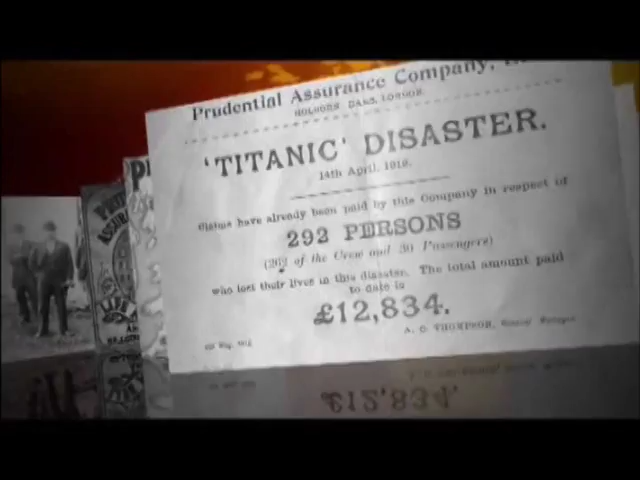 Prudential Assurance Company,
HOLBORN BARS, LONDON.
'TITANIC' DISASTER.
14th April, 1912.
Claims have already been paid by this Company in respect of
292 PERSONS
of the Crew and 30 Passengers)
who lost their lives in this disaster. The total amount paid
to date is
£12,834.
A. C. THOMPSON, General Manager.